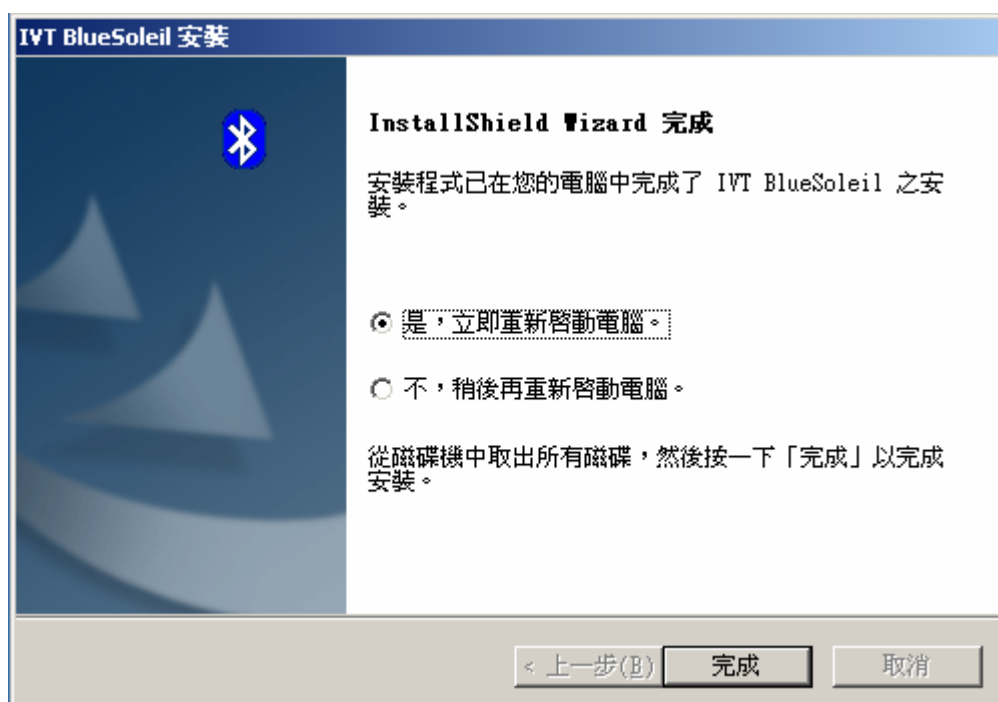 IVT BlueSoleil 安裝
InstallShield Wizard 完成
安裝程式已在您的電腦中完成了 IVT BlueSoleil 之安
裝。
是，立即重新啓動電腦。
不，稍後再重新啓動電腦。
從磁碟機中取出所有磁碟，然後按一下「完成」以完成
安裝。
< 上一步(B) 完成 取消